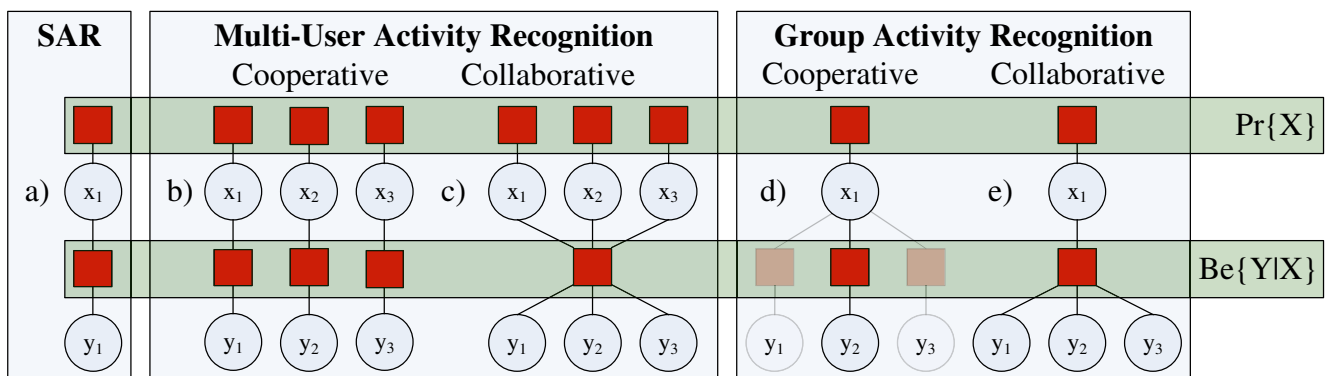 SAR
Multi-User Activity Recognition
Group Activity Recognition
Cooperative
Collaborative
Cooperative
Collaborative
Pr{X}
a)
x1
b)
x1
x2
x3
c)
x1
x2
x3
d)
x1
e)
x1
Be{Y|X}
y1
y1
y2
y3
y1
y2
y3
y1
y2
y3
y1
y2
y3